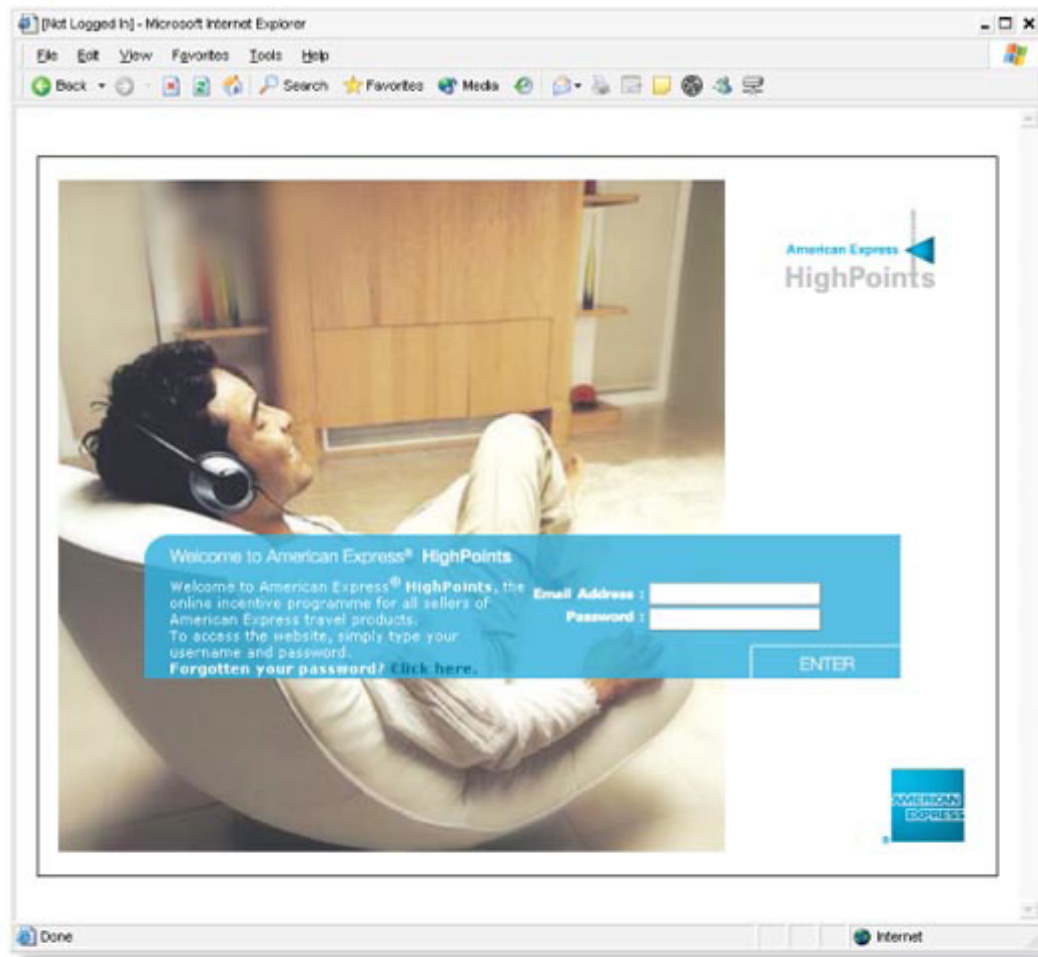 [Not Logged In] - Microsoft Internet Explorer
File Edit View Favorites Tools Help
Back Search Favorites Media
American Express
HighPoints
Welcome to American Express® HighPoints
Welcome to American Express® HighPoints, the
online incentive programme for all sellers of
American Express travel products.
To access the website, simply type your
username and password.
Forgotten your password? Click here.
Email Address :
Password :
ENTER
AMERICAN
EXPRESS
®
Done Internet